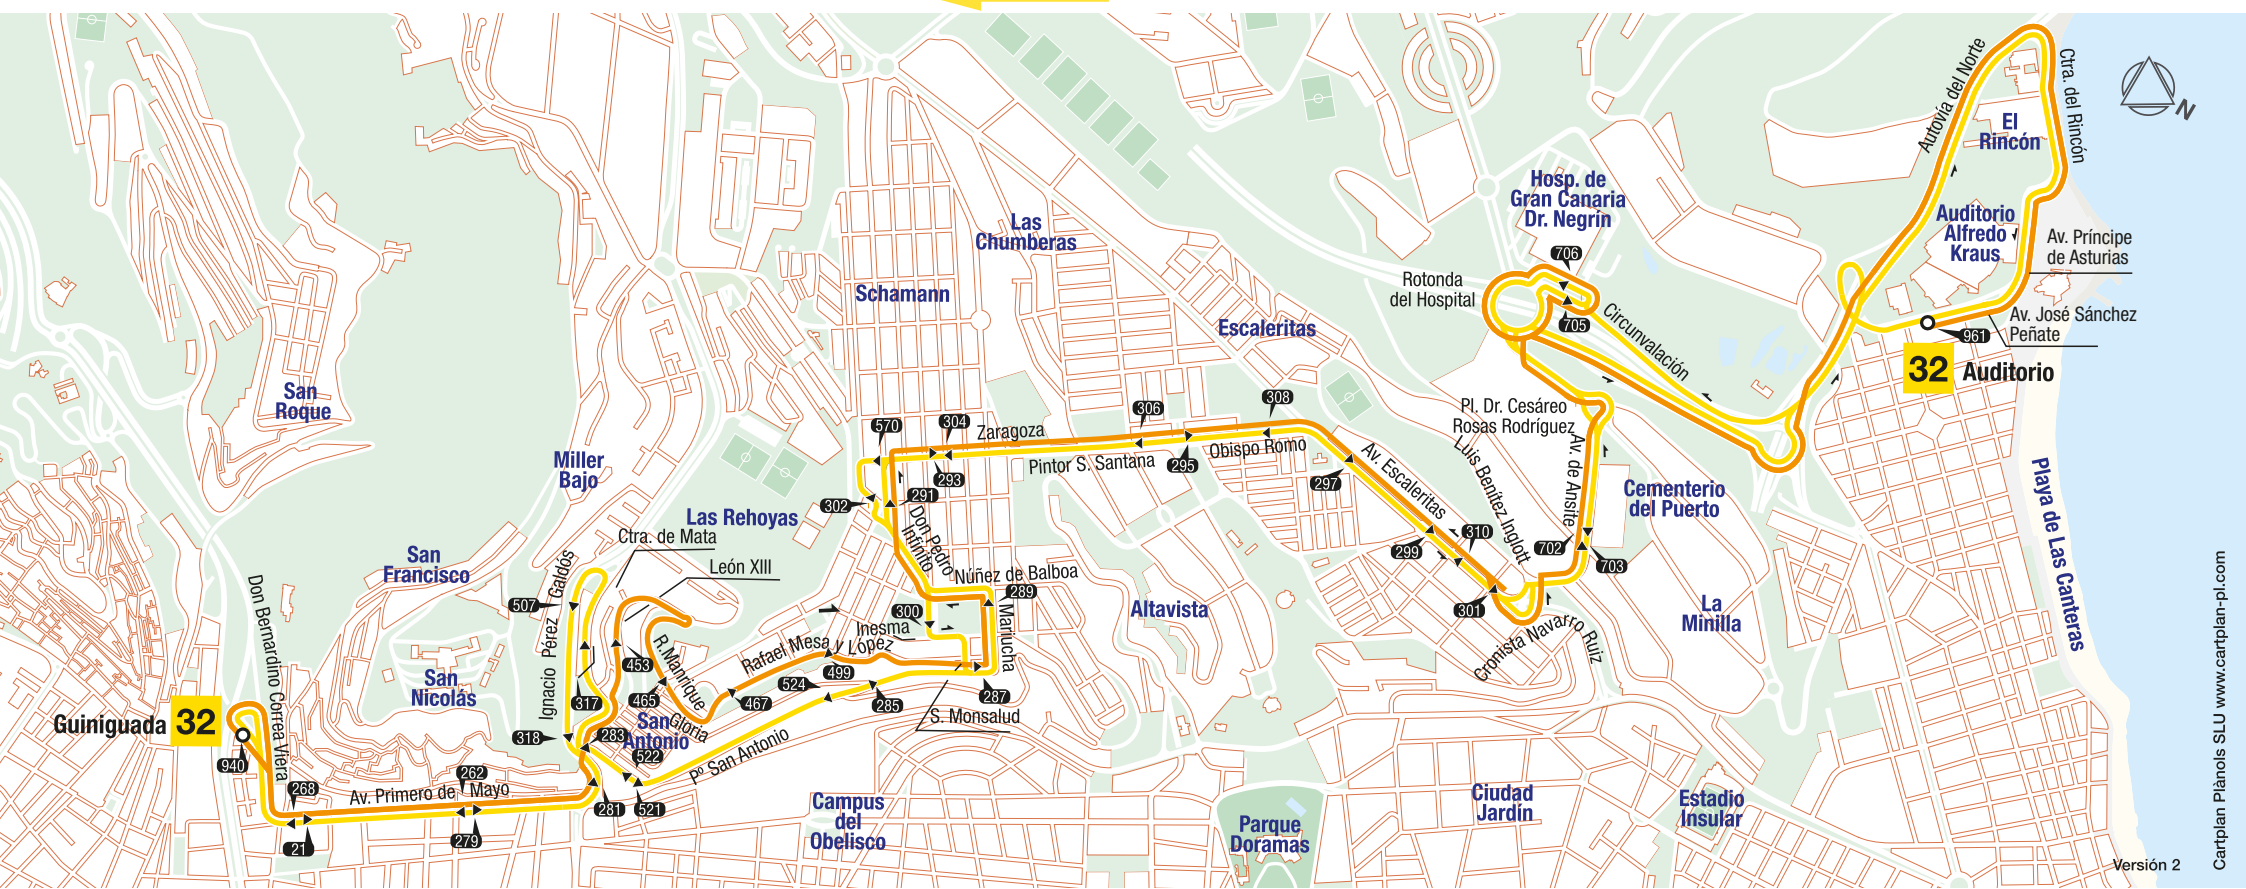 Autovía del Norte
Ctra. del Rincón
El
Rincón
N
Hosp. de
Gran Canaria
Dr. Negrín
Auditorio
Alfredo
Kraus
Av. Príncipe
de Asturias
Las
Chumberas
706
Rotonda
del Hospital
705
Circunvalación
Schamann
Escaleritas
Av. José Sánchez
Peñate
961
32 Auditorio
San
Roque
308
306
304
570
Zaragoza
Pl. Dr. Cesáreo
Rosas Rodríguez
Pintor S. Santana
Obispo Romo
295
293
Miller
Bajo
297
Av. Escaleritas
Luis Benítez Inglott
Av. de Ansite
Cementerio
del Puerto
Playa de Las Canteras
302
291
Las Rehoyas
Don Pedro
Infinito
Ctra. de Mata
León XIII
310
299
702
703
San
Francisco
Núñez de Balboa
289
507
Ignacio Pérez Galdós
300
Inesma
Mariucha
Altavista
301
La
Minilla
Cronista Navarro Ruiz
Don Bernardino Correa Viera
Rafael Mesa y López
R.Manrique
453
499
San
Nicolás
465
467
524
285
287
317
S. Monsalud
Guiniguada 32
San
Antonio
Gloria
318
283
522
Pº San Antonio
940
262
268
Av. Primero de Mayo
281
521
279
21
Campus
del
Obelisco
Parque
Doramas
Ciudad
Jardín
Estadio
Insular
Versión 2
Cartplan Plànols SLU www.cartplan-pl.com